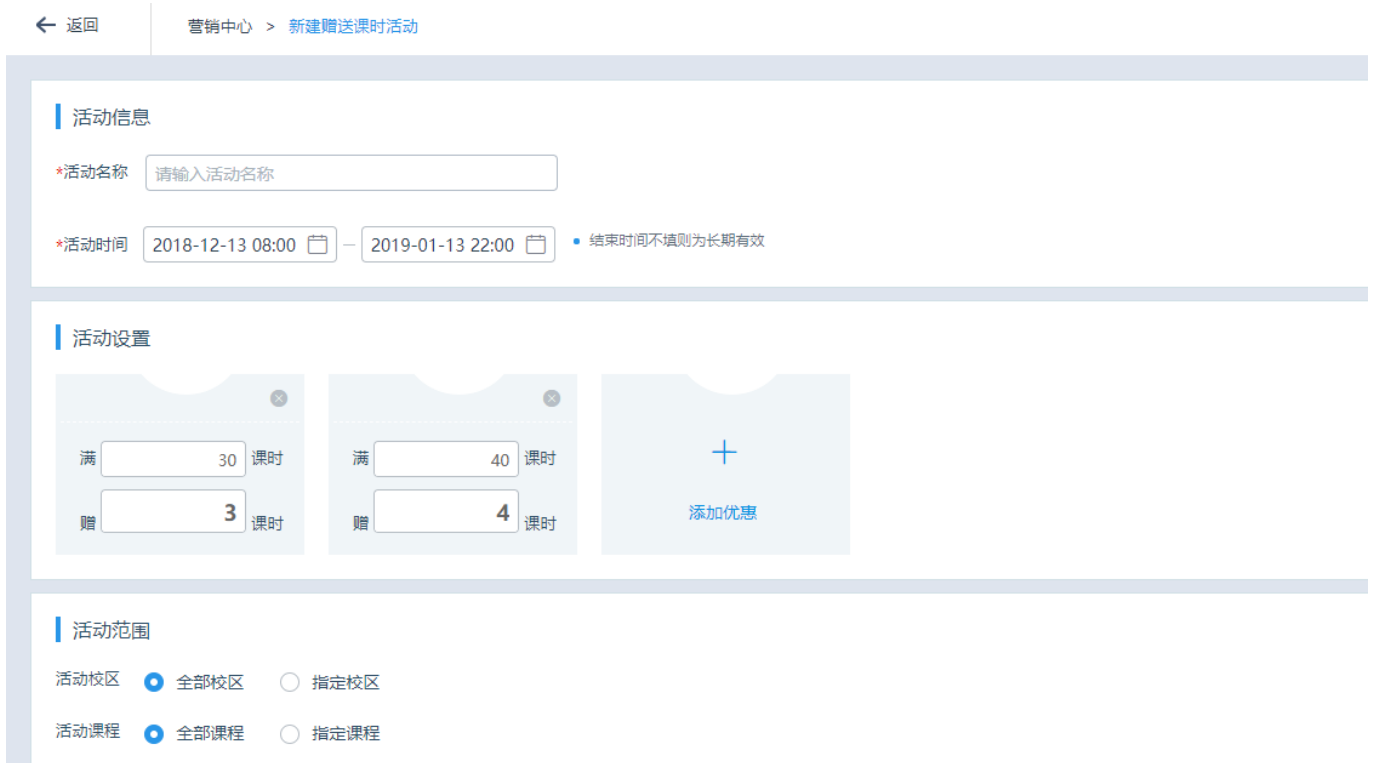 返回 营销中心 > 新建赠送课时活动
活动信息
*活动名称 请输入活动名称
*活动时间 2018-12-13 08:00 — 2019-01-13 22:00 • 结束时间不填则为长期有效
活动设置
满 30 课时 满 40 课时
赠 3 课时 赠 4 课时 添加优惠
活动范围
活动校区 全部校区 指定校区
活动课程 全部课程 指定课程